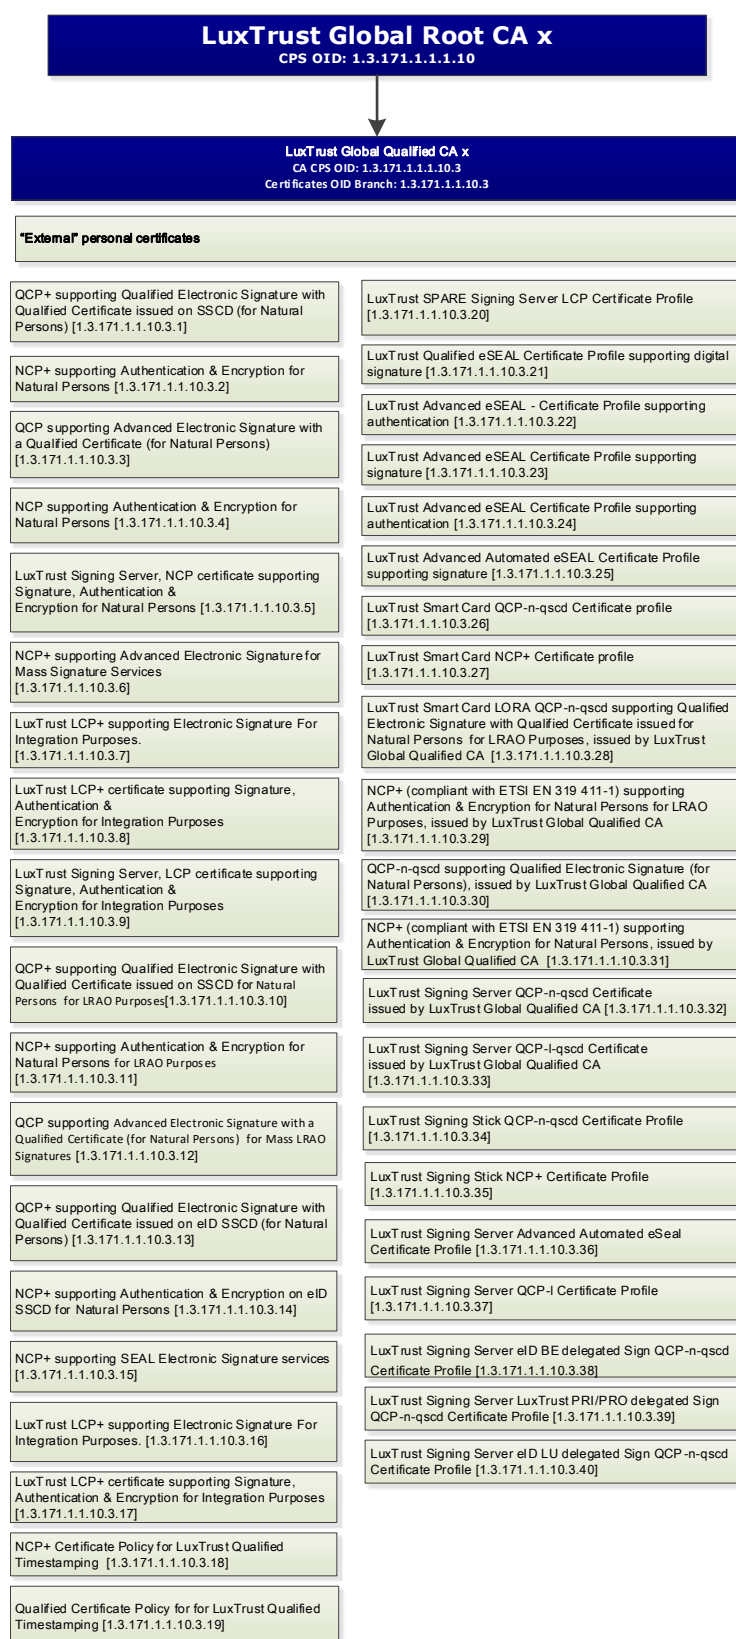 LuxTrust Global Root CA x
CPS OID: 1.3.171.1.1.1.10
LuxTrust Global Qualified CA x
CA CPS OID: 1.3.171.1.1.1.10.3
Certificates OID Branch: 1.3.171.1.1.10.3
“External” personal certificates
QCP+ supporting Qualified Electronic Signature with
Qualified Certificate issued on SSCD (for Natural
Persons) [1.3.171.1.1.10.3.1]
NCP+ supporting Authentication & Encryption for
Natural Persons [1.3.171.1.1.10.3.2]
QCP supporting Advanced Electronic Signature with
a Qualified Certificate (for Natural Persons)
[1.3.171.1.1.10.3.3]
NCP supporting Authentication & Encryption for
Natural Persons [1.3.171.1.1.10.3.4]
LuxTrust Signing Server, NCP certificate supporting
Signature, Authentication &
Encryption for Natural Persons [1.3.171.1.1.10.3.5]
NCP+ supporting Advanced Electronic Signature for
Mass Signature Services
[1.3.171.1.1.10.3.6]
LuxTrust LCP+ supporting Electronic Signature For
Integration Purposes.
[1.3.171.1.1.10.3.7]
LuxTrust LCP+ certificate supporting Signature,
Authentication &
Encryption for Integration Purposes
[1.3.171.1.1.10.3.8]
LuxTrust Signing Server, LCP certificate supporting
Signature, Authentication &
Encryption for Integration Purposes
[1.3.171.1.1.10.3.9]
QCP+ supporting Qualified Electronic Signature with
Qualified Certificate issued on SSCD for Natural
Persons for LRAO Purposes[1.3.171.1.1.10.3.10]
NCP+ supporting Authentication & Encryption for
Natural Persons for LRAO Purposes
[1.3.171.1.1.10.3.11]
QCP supporting Advanced Electronic Signature with a
Qualified Certificate (for Natural Persons) for Mass LRAO
Signatures [1.3.171.1.1.10.3.12]
QCP+ supporting Qualified Electronic Signature with
Qualified Certificate issued on eID SSCD (for Natural
Persons) [1.3.171.1.1.10.3.13]
NCP+ supporting Authentication & Encryption on eID
SSCD for Natural Persons [1.3.171.1.1.10.3.14]
NCP+ supporting SEAL Electronic Signature services
[1.3.171.1.1.10.3.15]
LuxTrust LCP+ supporting Electronic Signature For
Integration Purposes. [1.3.171.1.1.10.3.16]
LuxTrust LCP+ certificate supporting Signature,
Authentication & Encryption for Integration Purposes
[1.3.171.1.1.10.3.17]
NCP+ Certificate Policy for LuxTrust Qualified
Timestamping [1.3.171.1.1.10.3.18]
Qualified Certificate Policy for for LuxTrust Qualified
Timestamping [1.3.171.1.1.10.3.19]
LuxTrust SPARE Signing Server LCP Certificate Profile
[1.3.171.1.1.10.3.20]
LuxTrust Qualified eSEAL Certificate Profile supporting digital
signature [1.3.171.1.1.10.3.21]
LuxTrust Advanced eSEAL - Certificate Profile supporting
authentication [1.3.171.1.1.10.3.22]
LuxTrust Advanced eSEAL Certificate Profile supporting
signature [1.3.171.1.1.10.3.23]
LuxTrust Advanced eSEAL Certificate Profile supporting
authentication [1.3.171.1.1.10.3.24]
LuxTrust Advanced Automated eSEAL Certificate Profile
supporting signature [1.3.171.1.1.10.3.25]
LuxTrust Smart Card QCP-n-qscd Certificate profile
[1.3.171.1.1.10.3.26]
LuxTrust Smart Card NCP+ Certificate profile
[1.3.171.1.1.10.3.27]
LuxTrust Smart Card LORA QCP-n-qscd supporting Qualified
Electronic Signature with Qualified Certificate issued for
Natural Persons for LRAO Purposes, issued by LuxTrust
Global Qualified CA [1.3.171.1.1.10.3.28]
NCP+ (compliant with ETSI EN 319 411-1) supporting
Authentication & Encryption for Natural Persons for LRAO
Purposes, issued by LuxTrust Global Qualified CA
[1.3.171.1.1.10.3.29]
QCP-n-qscd supporting Qualified Electronic Signature (for
Natural Persons), issued by LuxTrust Global Qualified CA
[1.3.171.1.1.10.3.30]
NCP+ (compliant with ETSI EN 319 411-1) supporting
Authentication & Encryption for Natural Persons, issued by
LuxTrust Global Qualified CA [1.3.171.1.1.10.3.31]
LuxTrust Signing Server QCP-n-qscd Certificate
issued by LuxTrust Global Qualified CA [1.3.171.1.1.10.3.32]
LuxTrust Signing Server QCP-l-qscd Certificate
issued by LuxTrust Global Qualified CA
[1.3.171.1.1.10.3.33]
LuxTrust Signing Stick QCP-n-qscd Certificate Profile
[1.3.171.1.1.10.3.34]
LuxTrust Signing Stick NCP+ Certificate Profile
[1.3.171.1.1.10.3.35]
LuxTrust Signing Server Advanced Automated eSeal
Certificate Profile [1.3.171.1.1.10.3.36]
LuxTrust Signing Server QCP-l Certificate Profile
[1.3.171.1.1.10.3.37]
LuxTrust Signing Server eID BE delegated Sign QCP-n-qscd
Certificate Profile [1.3.171.1.1.10.3.38]
LuxTrust Signing Server LuxTrust PRI/PRO delegated Sign
QCP-n-qscd Certificate Profile [1.3.171.1.1.10.3.39]
LuxTrust Signing Server eID LU delegated Sign QCP-n-qscd
Certificate Profile [1.3.171.1.1.10.3.40]